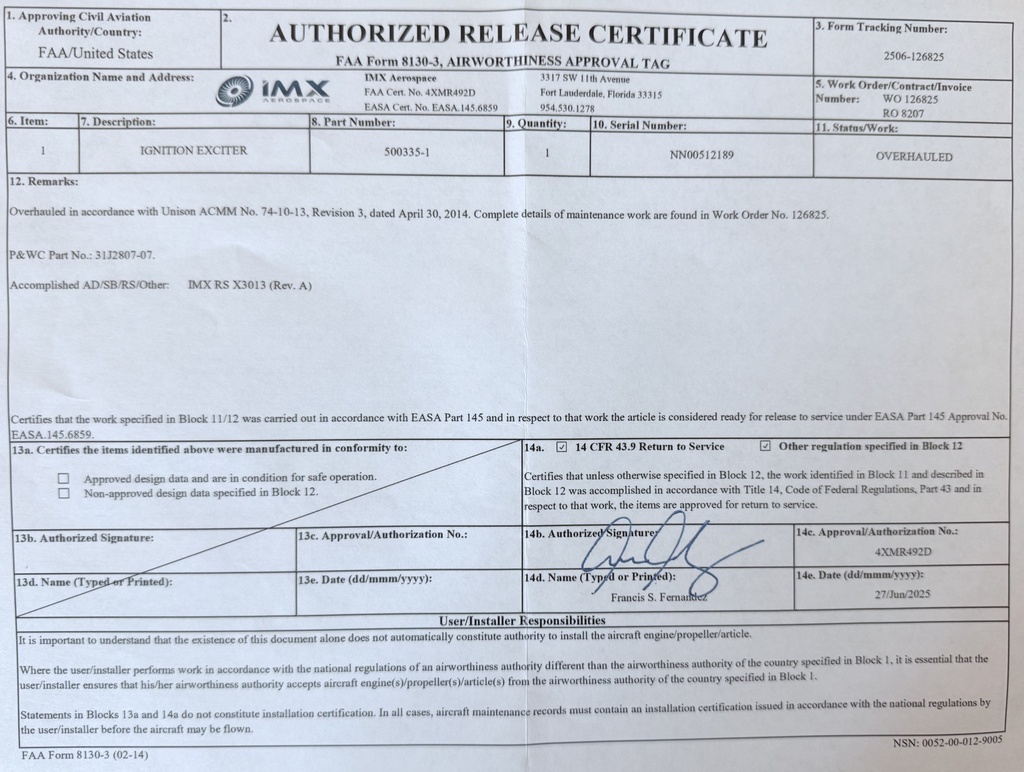 1. Approving Civil Aviation
Authority/Country:
FAA/United States
2.
AUTHORIZED RELEASE CERTIFICATE
FAA Form 8130-3, AIRWORTHINESS APPROVAL TAG
3. Form Tracking Number:
2506-126825
4. Organization Name and Address:
iMX
AEROSPACE
IMX Aerospace
FAA Cert. No. 4XMR492D
EASA Cert. No. EASA.145.6859
3317 SW 11th Avenue
Fort Lauderdale, Florida 33315
954.530.1278
5. Work Order/Contract/Invoice
Number: WO 126825
RO 8207
6. Item:
1
7. Description:
IGNITION EXCITER
8. Part Number:
500335-1
9. Quantity:
1
10. Serial Number:
NN00512189
11. Status/Work:
OVERHAULED
12. Remarks:
Overhauled in accordance with Unison ACMM No. 74-10-13, Revision 3, dated April 30, 2014. Complete details of maintenance work are found in Work Order No. 126825.
P&WC Part No.: 31J2807-07.
Accomplished AD/SB/RS/Other: IMX RS X3013 (Rev. A)
Certifies that the work specified in Block 11/12 was carried out in accordance with EASA Part 145 and in respect to that work the article is considered ready for release to service under EASA Part 145 Approval No.
EASA.145.6859.
13a. Certifies the items identified above were manufactured in conformity to:
Approved design data and are in condition for safe operation.
Non-approved design data specified in Block 12.
14a. ☑ 14 CFR 43.9 Return to Service ☑ Other regulation specified in Block 12
Certifies that unless otherwise specified in Block 12, the work identified in Block 11 and described in
Block 12 was accomplished in accordance with Title 14, Code of Federal Regulations, Part 43 and in
respect to that work, the items are approved for return to service.
13b. Authorized Signature:
13c. Approval/Authorization No.:
14b. Authorized Signature:
14c. Approval/Authorization No.:
4XMR492D
13d. Name (Typed or Printed):
13e. Date (dd/mmm/yyyy):
14d. Name (Typed or Printed):
Francis S. Fernandez
14e. Date (dd/mmm/yyyy):
27/Jun/2025
User/Installer Responsibilities
It is important to understand that the existence of this document alone does not automatically constitute authority to install the aircraft engine/propeller/article.
Where the user/installer performs work in accordance with the national regulations of an airworthiness authority different than the airworthiness authority of the country specified in Block 1, it is essential that the
user/installer ensures that his/her airworthiness authority accepts aircraft engine(s)/propeller(s)/article(s) from the airworthiness authority of the country specified in Block 1.
Statements in Blocks 13a and 14a do not constitute installation certification. In all cases, aircraft maintenance records must contain an installation certification issued in accordance with the national regulations by
the user/installer before the aircraft may be flown.
FAA Form 8130-3 (02-14)
NSN: 0052-00-012-9005